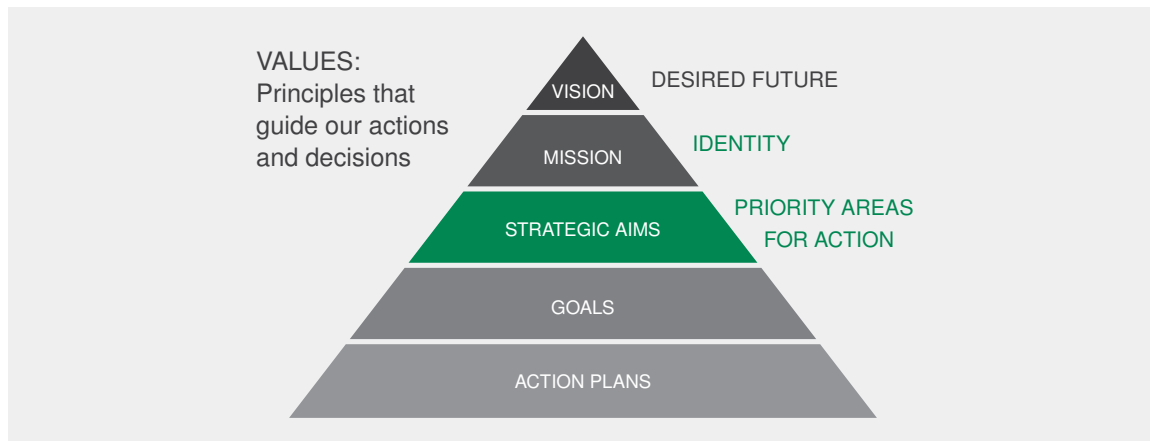 VALUES:
Principles that
guide our actions
and decisions
VISION
DESIRED FUTURE
MISSION
IDENTITY
STRATEGIC AIMS
PRIORITY AREAS
FOR ACTION
GOALS
ACTION PLANS